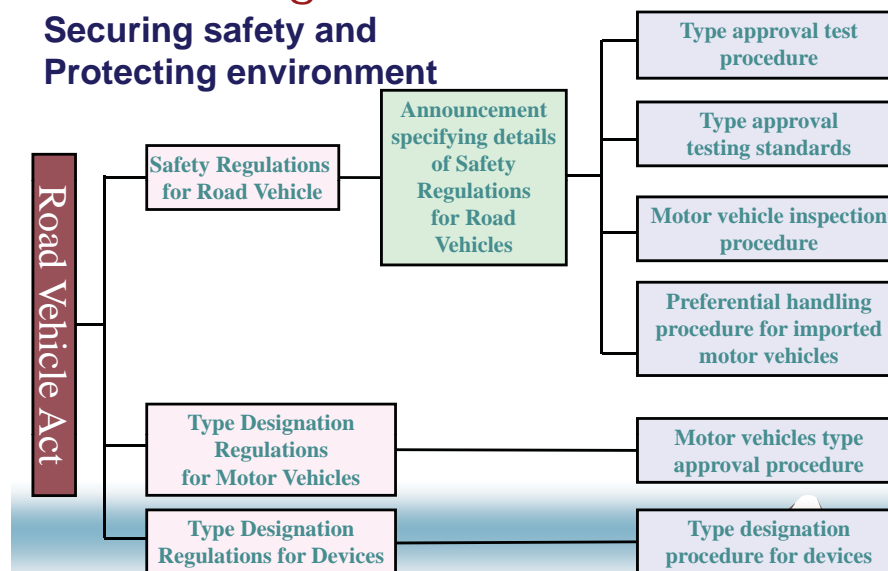 Securing safety and
Protecting environment
Road Vehicle Act
Safety Regulations
for Road Vehicle
Announcement
specifying details
of Safety
Regulations
for Road
Vehicles
Type approval test
procedure
Type approval
testing standards
Motor vehicle inspection
procedure
Preferential handling
procedure for imported
motor vehicles
Type Designation
Regulations
for Motor Vehicles
Motor vehicles type
approval procedure
Type Designation
Regulations for Devices
Type designation
procedure for devices